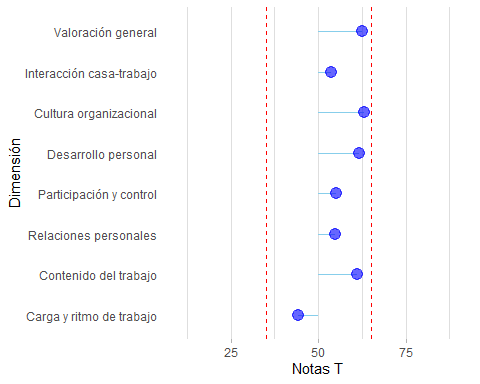 Valoración general
Interacción casa-trabajo
Cultura organizacional
Desarrollo personal
Participación y control
Relaciones personales
Contenido del trabajo
Carga y ritmo de trabajo
Dimensión
25 50 75
Notas T